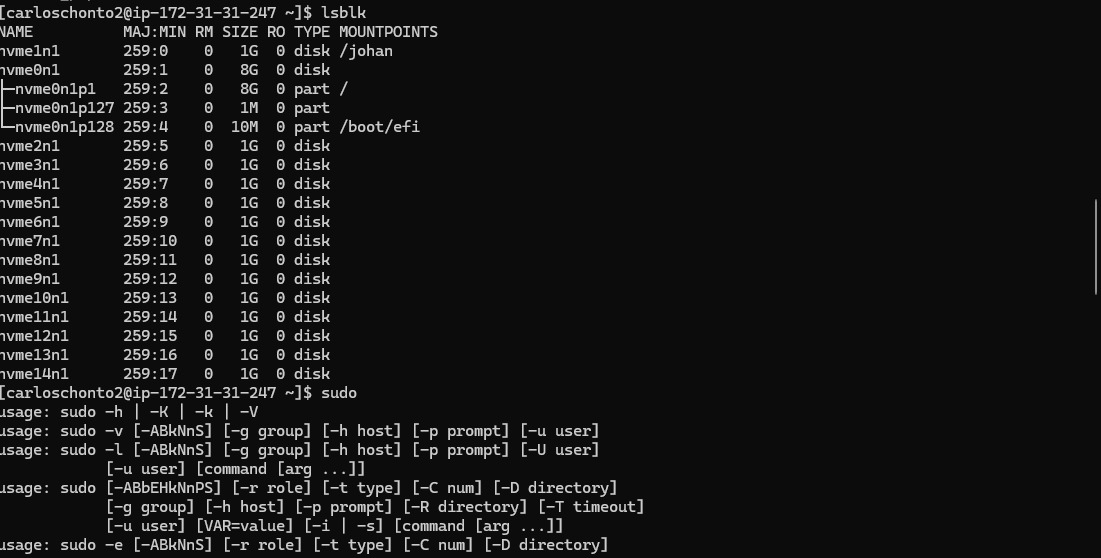 [carloschonto2@ip-172-31-31-247 ~]$ lsblk
NAME MAJ:MIN RM SIZE RO TYPE MOUNTPOINTS
nvme1n1 259:0 0 1G 0 disk /johan
nvme0n1 259:1 0 8G 0 disk
├─nvme0n1p1 259:2 0 8G 0 part /
├─nvme0n1p127 259:3 0 1M 0 part
└─nvme0n1p128 259:4 0 10M 0 part /boot/efi
nvme2n1 259:5 0 1G 0 disk
nvme3n1 259:6 0 1G 0 disk
nvme4n1 259:7 0 1G 0 disk
nvme5n1 259:8 0 1G 0 disk
nvme6n1 259:9 0 1G 0 disk
nvme7n1 259:10 0 1G 0 disk
nvme8n1 259:11 0 1G 0 disk
nvme9n1 259:12 0 1G 0 disk
nvme10n1 259:13 0 1G 0 disk
nvme11n1 259:14 0 1G 0 disk
nvme12n1 259:15 0 1G 0 disk
nvme13n1 259:16 0 1G 0 disk
nvme14n1 259:17 0 1G 0 disk
[carloschonto2@ip-172-31-31-247 ~]$ sudo
usage: sudo -h | -K | -k | -V
usage: sudo -v [-ABkNnS] [-g group] [-h host] [-p prompt] [-u user]
usage: sudo -l [-ABkNnS] [-g group] [-h host] [-p prompt] [-U user]
[-u user] [command [arg ...]]
usage: sudo [-ABbEHkNnPS] [-r role] [-t type] [-C num] [-D directory]
[-g group] [-h host] [-p prompt] [-R directory] [-T timeout]
[-u user] [VAR=value] [-i | -s] [command [arg ...]]
usage: sudo -e [-ABkNnS] [-r role] [-t type] [-C num] [-D directory]